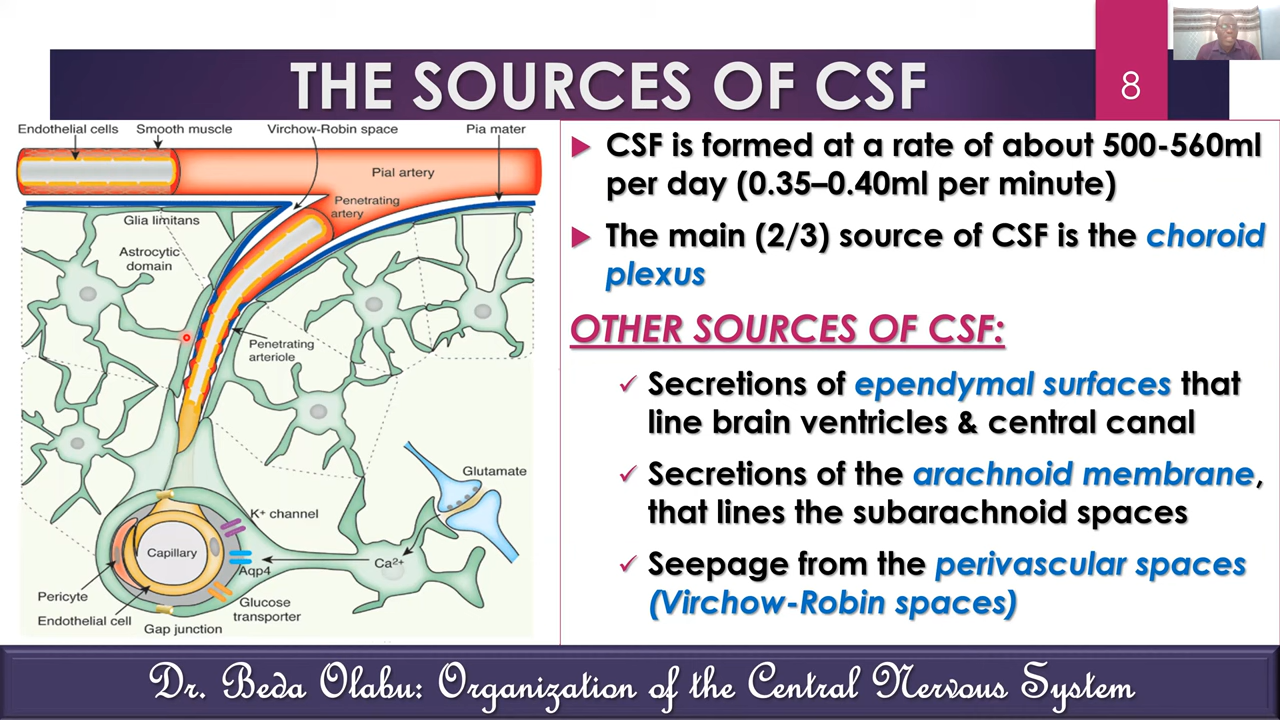 THE SOURCES OF CSF
8
Endothelial cells
Smooth muscle
Virchow-Robin space
Pia mater
Pial artery
Glia limitans
Penetrating
artery
Astrocytic
domain
Penetrating
arteriole
Glutamate
K+ channel
Capillary
Aqp4
Ca²⁺
Pericyte
Glucose
transporter
Endothelial cell
Gap junction
CSF is formed at a rate of about 500-560ml
per day (0.35–0.40ml per minute)
The main (2/3) source of CSF is the choroid
plexus
OTHER SOURCES OF CSF:
Secretions of ependymal surfaces that
line brain ventricles & central canal
Secretions of the arachnoid membrane,
that lines the subarachnoid spaces
Seepage from the perivascular spaces
(Virchow-Robin spaces)
Dr. Beda Olabu: Organization of the Central Nervous System